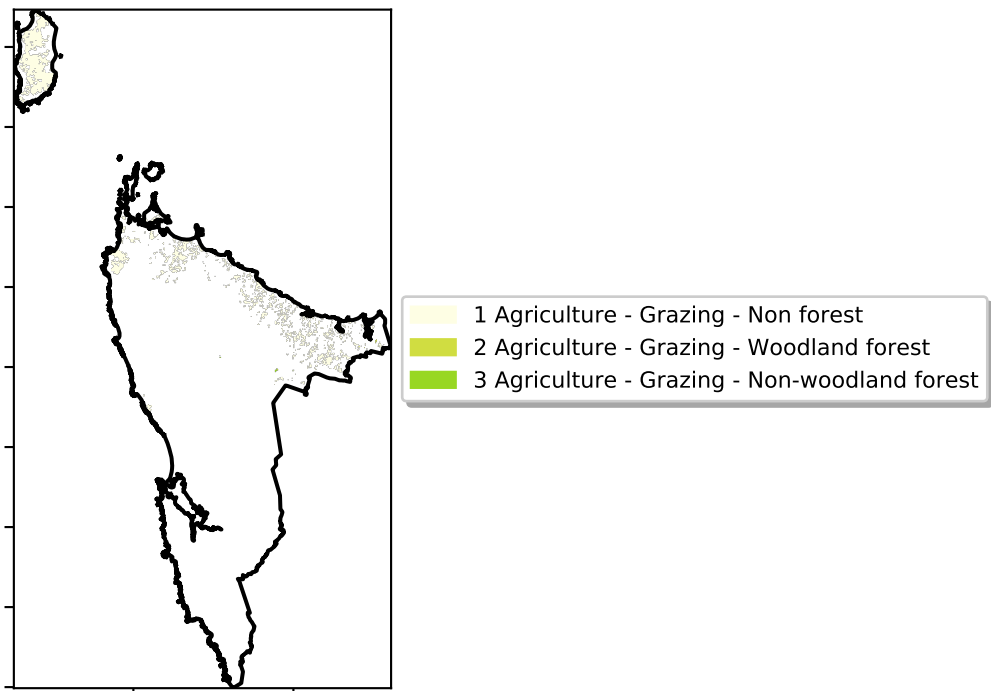 1 Agriculture - Grazing - Non forest
2 Agriculture - Grazing - Woodland forest
3 Agriculture - Grazing - Non-woodland forest